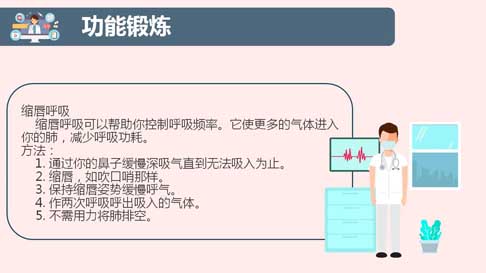 功能锻炼
缩唇呼吸
缩唇呼吸可以帮助你控制呼吸频率。它使更多的气体进入
你的肺，减少呼吸功耗。
方法：
1. 通过你的鼻子缓慢深吸气直到无法吸入为止。
2. 缩唇，如吹口哨那样。
3. 保持缩唇姿势缓慢呼气。
4. 作两次呼吸呼出吸入的气体。
5. 不需用力将肺排空。